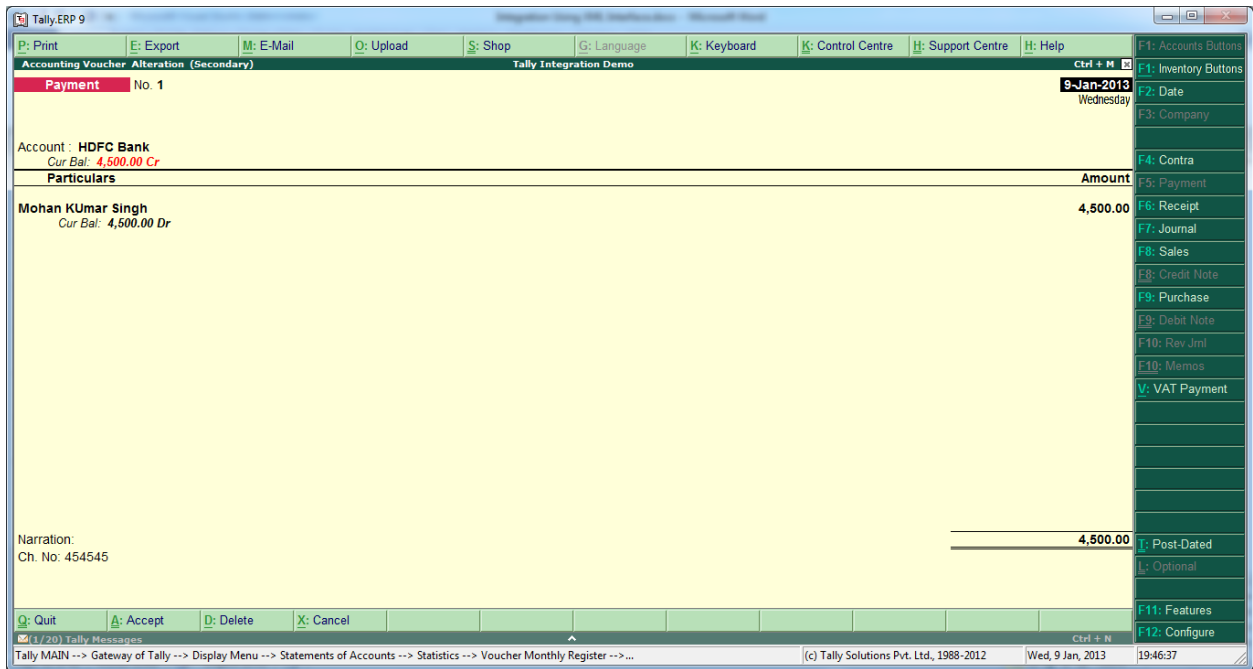 Tally.ERP 9 Integration Using XML Interface.docx - Microsoft Word
P: Print E: Export M: E-Mail O: Upload S: Shop G: Language K: Keyboard K: Control Centre H: Support Centre H: Help F1: Accounts Buttons
Accounting Voucher Alteration (Secondary) Tally Integration Demo Ctrl + M
F1: Inventory Buttons
Payment No. 1 9-Jan-2013 F2: Date
Wednesday
F3: Company
Account : HDFC Bank
Cur Bal: 4,500.00 Cr F4: Contra
Particulars Amount F5: Payment
Mohan KUmar Singh 4,500.00 F6: Receipt
Cur Bal: 4,500.00 Dr F7: Journal
F8: Sales
F8: Credit Note
F9: Purchase
F9: Debit Note
F10: Rev Jrnl
F10: Memos
V: VAT Payment
Narration: 4,500.00 T: Post-Dated
Ch. No: 454545
L: Optional
Q: Quit A: Accept D: Delete X: Cancel F11: Features
(1/20) Tally Messages Ctrl + N F12: Configure
Tally MAIN --> Gateway of Tally --> Display Menu --> Statements of Accounts --> Statistics --> Voucher Monthly Register -->... (c) Tally Solutions Pvt. Ltd., 1988-2012 Wed, 9 Jan, 2013 19:46:37